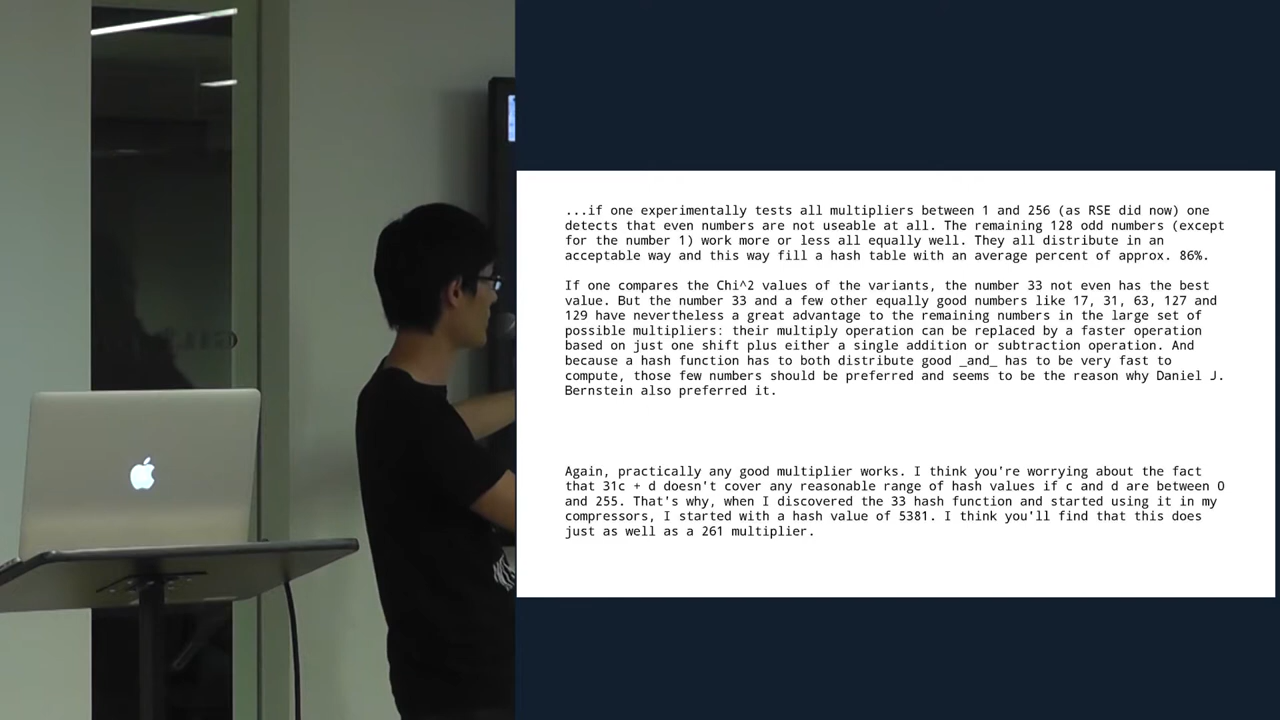 ...if one experimentally tests all multipliers between 1 and 256 (as RSE did now) one
detects that even numbers are not useable at all. The remaining 128 odd numbers (except
for the number 1) work more or less all equally well. They all distribute in an
acceptable way and this way fill a hash table with an average percent of approx. 86%.
If one compares the Chi^2 values of the variants, the number 33 not even has the best
value. But the number 33 and a few other equally good numbers like 17, 31, 63, 127 and
129 have nevertheless a great advantage to the remaining numbers in the large set of
possible multipliers: their multiply operation can be replaced by a faster operation
based on just one shift plus either a single addition or subtraction operation. And
because a hash function has to both distribute good _and_ has to be very fast to
compute, those few numbers should be preferred and seems to be the reason why Daniel J.
Bernstein also preferred it.
Again, practically any good multiplier works. I think you're worrying about the fact
that 31c + d doesn't cover any reasonable range of hash values if c and d are between 0
and 255. That's why, when I discovered the 33 hash function and started using it in my
compressors, I started with a hash value of 5381. I think you'll find that this does
just as well as a 261 multiplier.